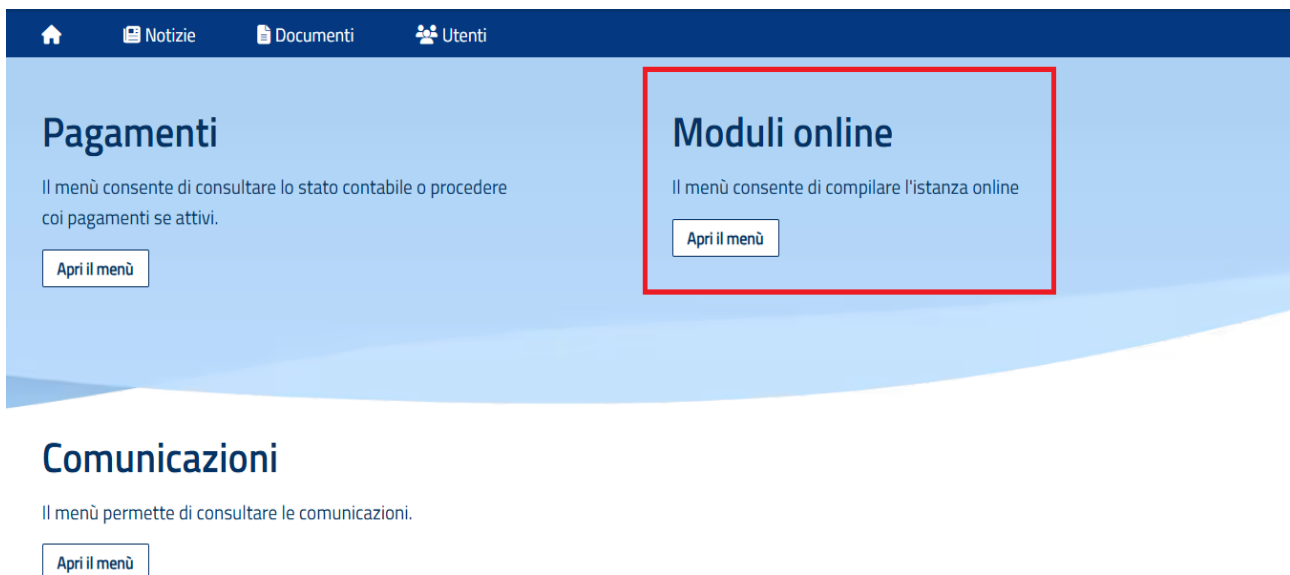 Notizie Documenti Utenti
Pagamenti
Il menù consente di consultare lo stato contabile o procedere
coi pagamenti se attivi.
Apri il menù
Moduli online
Il menù consente di compilare l'istanza online
Apri il menù
Comunicazioni
Il menù permette di consultare le comunicazioni.
Apri il menù